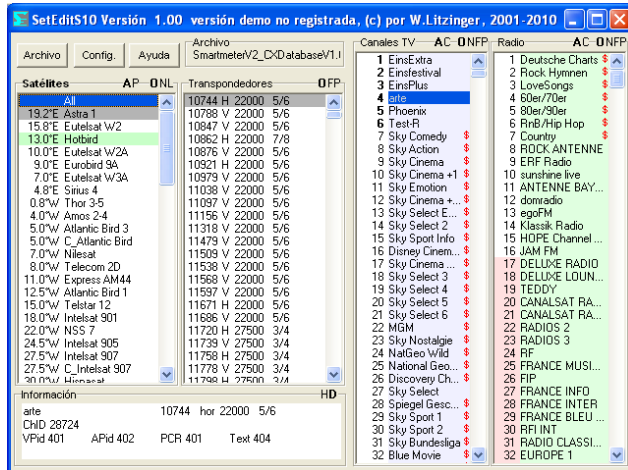 SetEditS10 Versión 1.00 versión demo no registrada, (c) por W.Litzinger, 2001-2010
Archivo
Config.
Ayuda
Archivo
SmartmeterV2_CXDatabaseV1.
Satélites AP ONL
All
19.2°E Astra 1
15.8°E Eutelsat W2
13.0°E Hotbird
10.0°E Eutelsat W2A
9.0°E Eurobird 9A
7.0°E Eutelsat W3A
4.8°E Sirius 4
0.8°W Thor 3-5
4.0°W Amos 2-4
5.0°W Atlantic Bird 3
5.0°W C_Atlantic Bird
7.0°W Nilesat
8.0°W Telecom 2D
11.0°W Express AM44
12.5°W Atlantic Bird 1
15.0°W Telstar 12
18.0°W Intelsat 901
22.0°W NSS 7
24.5°W Intelsat 905
27.5°W Intelsat 907
27.5°W C_Intelsat 907
30.0°W Hispasat
Transpondedores OFP
10744 H 22000 5/6
10788 V 22000 5/6
10847 V 22000 5/6
10862 H 22000 7/8
10876 V 22000 5/6
10921 H 22000 5/6
10979 V 22000 5/6
11038 V 22000 5/6
11097 V 22000 5/6
11156 V 22000 5/6
11318 V 22000 5/6
11479 V 22000 5/6
11509 V 22000 5/6
11538 V 22000 5/6
11568 V 22000 5/6
11597 V 22000 5/6
11671 H 22000 5/6
11686 V 22000 5/6
11720 H 27500 3/4
11739 V 27500 3/4
11758 H 27500 3/4
11778 V 27500 3/4
11798 H 27500 3/4
Canales TV AC ONFP
1 EinsExtra
2 Einsfestival
3 EinsPlus
4 arte
5 Phoenix
6 Test-R
7 Sky Comedy $
8 Sky Action $
9 Sky Cinema $
10 Sky Cinema +1 $
11 Sky Emotion $
12 Sky Cinema +... $
13 Sky Select E... $
14 Sky Select 2 $
15 Sky Sport Info $
16 Disney Cinem... $
17 Sky Cinema ... $
18 Sky Select 3 $
19 Sky Select 4 $
20 Sky Select 5 $
21 Sky Select 6 $
22 MGM $
23 Sky Nostalgie $
24 NatGeo Wild $
25 National Geo... $
26 Discovery Ch... $
27 Sky Select
28 Spiegel Gesc... $
29 Sky Sport 1 $
30 Sky Sport 2 $
31 Sky Bundesliga $
32 Blue Movie $
Radio AC ONFP
1 Deutsche Charts $
2 Rock Hymnen $
3 LoveSongs $
4 60er/70er $
5 80er/90er $
6 RnB/Hip Hop $
7 Country $
8 ROCK ANTENNE
9 ERF Radio
10 sunshine live
11 ANTENNE BAY...
12 domradio
13 egoFM
14 Klassik Radio
15 HOPE Channel ...
16 JAM FM
17 DELUXE RADIO
18 DELUXE LOUN...
19 TEDDY
20 CANALSAT RA...
21 CANALSAT RA...
22 RADIOS 2
23 RADIOS 3
24 RF
25 FRANCE MUSI...
26 FIP
27 FRANCE INFO
28 FRANCE INTER
29 FRANCE BLEU ...
30 RFI INT
31 RADIO CLASSI...
32 EUROPE 1
Información HD
arte 10744 hor 22000 5/6
ChID 28724
VPid 401 APid 402 PCR 401 Text 404